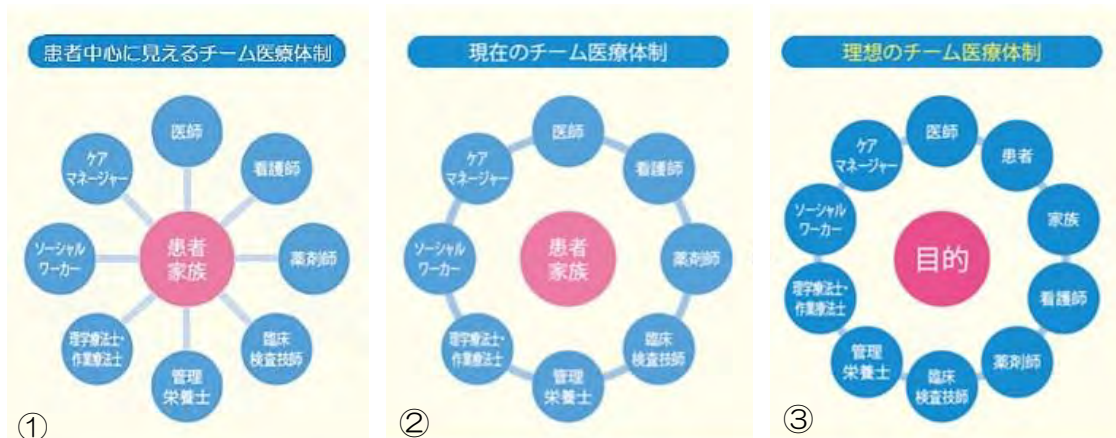 患者中心に見えるチーム医療体制
医師
看護師
薬剤師
臨床
検査技師
管理
栄養士
理学療法士・
作業療法士
ソーシャル
ワーカー
ケア
マネージャー
患者
家族
①
現在のチーム医療体制
医師
看護師
薬剤師
臨床
検査技師
管理
栄養士
理学療法士・
作業療法士
ソーシャル
ワーカー
ケア
マネージャー
患者
家族
②
理想のチーム医療体制
医師
患者
家族
看護師
薬剤師
臨床
検査技師
管理
栄養士
理学療法士・
作業療法士
ソーシャル
ワーカー
ケア
マネージャー
目的
③